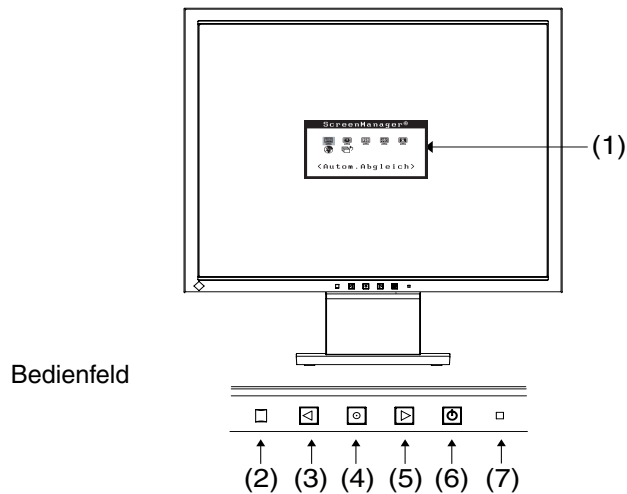 ScreenManager®
<Autom.Abgleich>
(1)
Bedienfeld
(2) (3) (4) (5) (6) (7)